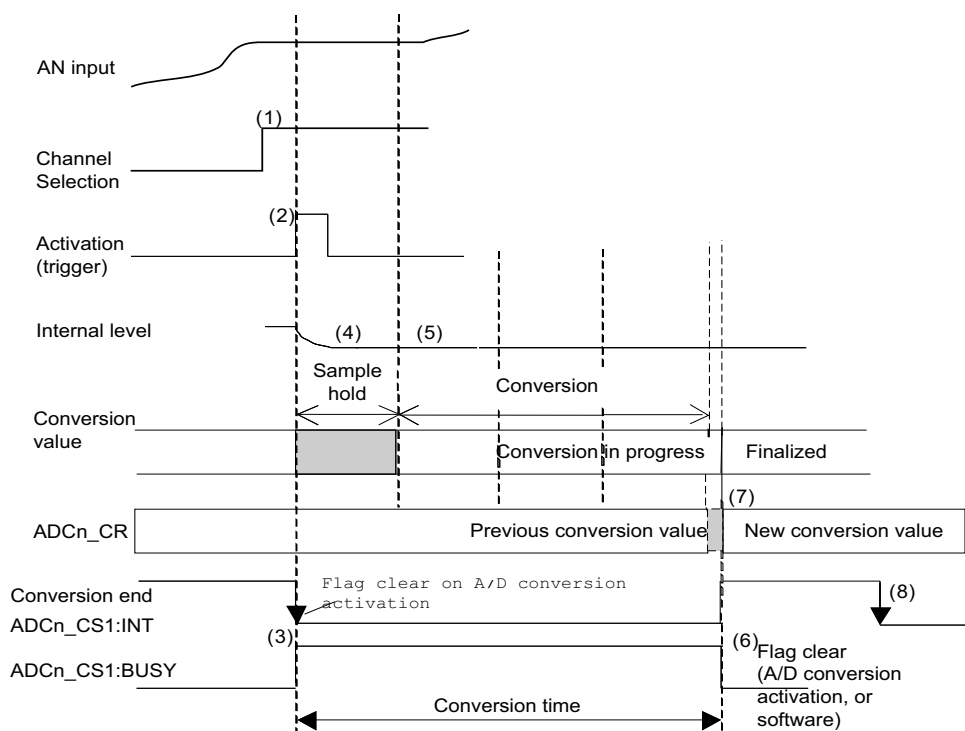 AN input
(1)
Channel
Selection
(2)
Activation
(trigger)
Internal level
(4)
(5)
Sample
hold
Conversion
Conversion
value
Conversion in progress
Finalized
(7)
ADCn_CR
Previous conversion value
New conversion value
Flag clear on A/D conversion
activation
Conversion end
(8)
ADCn_CS1:INT
(3)
(6)
ADCn_CS1:BUSY
Flag clear
(A/D conversion
activation, or
software)
Conversion time